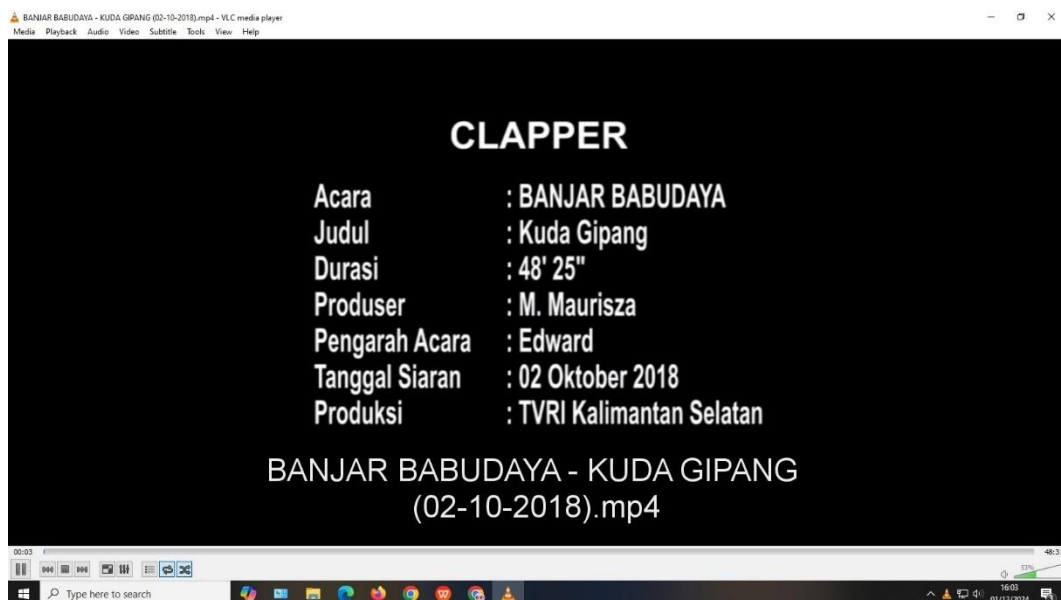 BANJAR BABUDAYA - KUDA GIPANG (02-10-2018).mp4 - VLC media player
Media Playback Audio Video Subtitle Tools View Help
CLAPPER
Acara : BANJAR BABUDAYA
Judul : Kuda Gipang
Durasi : 48' 25"
Produser : M. Maurisza
Pengarah Acara : Edward
Tanggal Siaran : 02 Oktober 2018
Produksi : TVRI Kalimantan Selatan
BANJAR BABUDAYA - KUDA GIPANG
(02-10-2018).mp4
00:03
53%
Type here to search
16:03